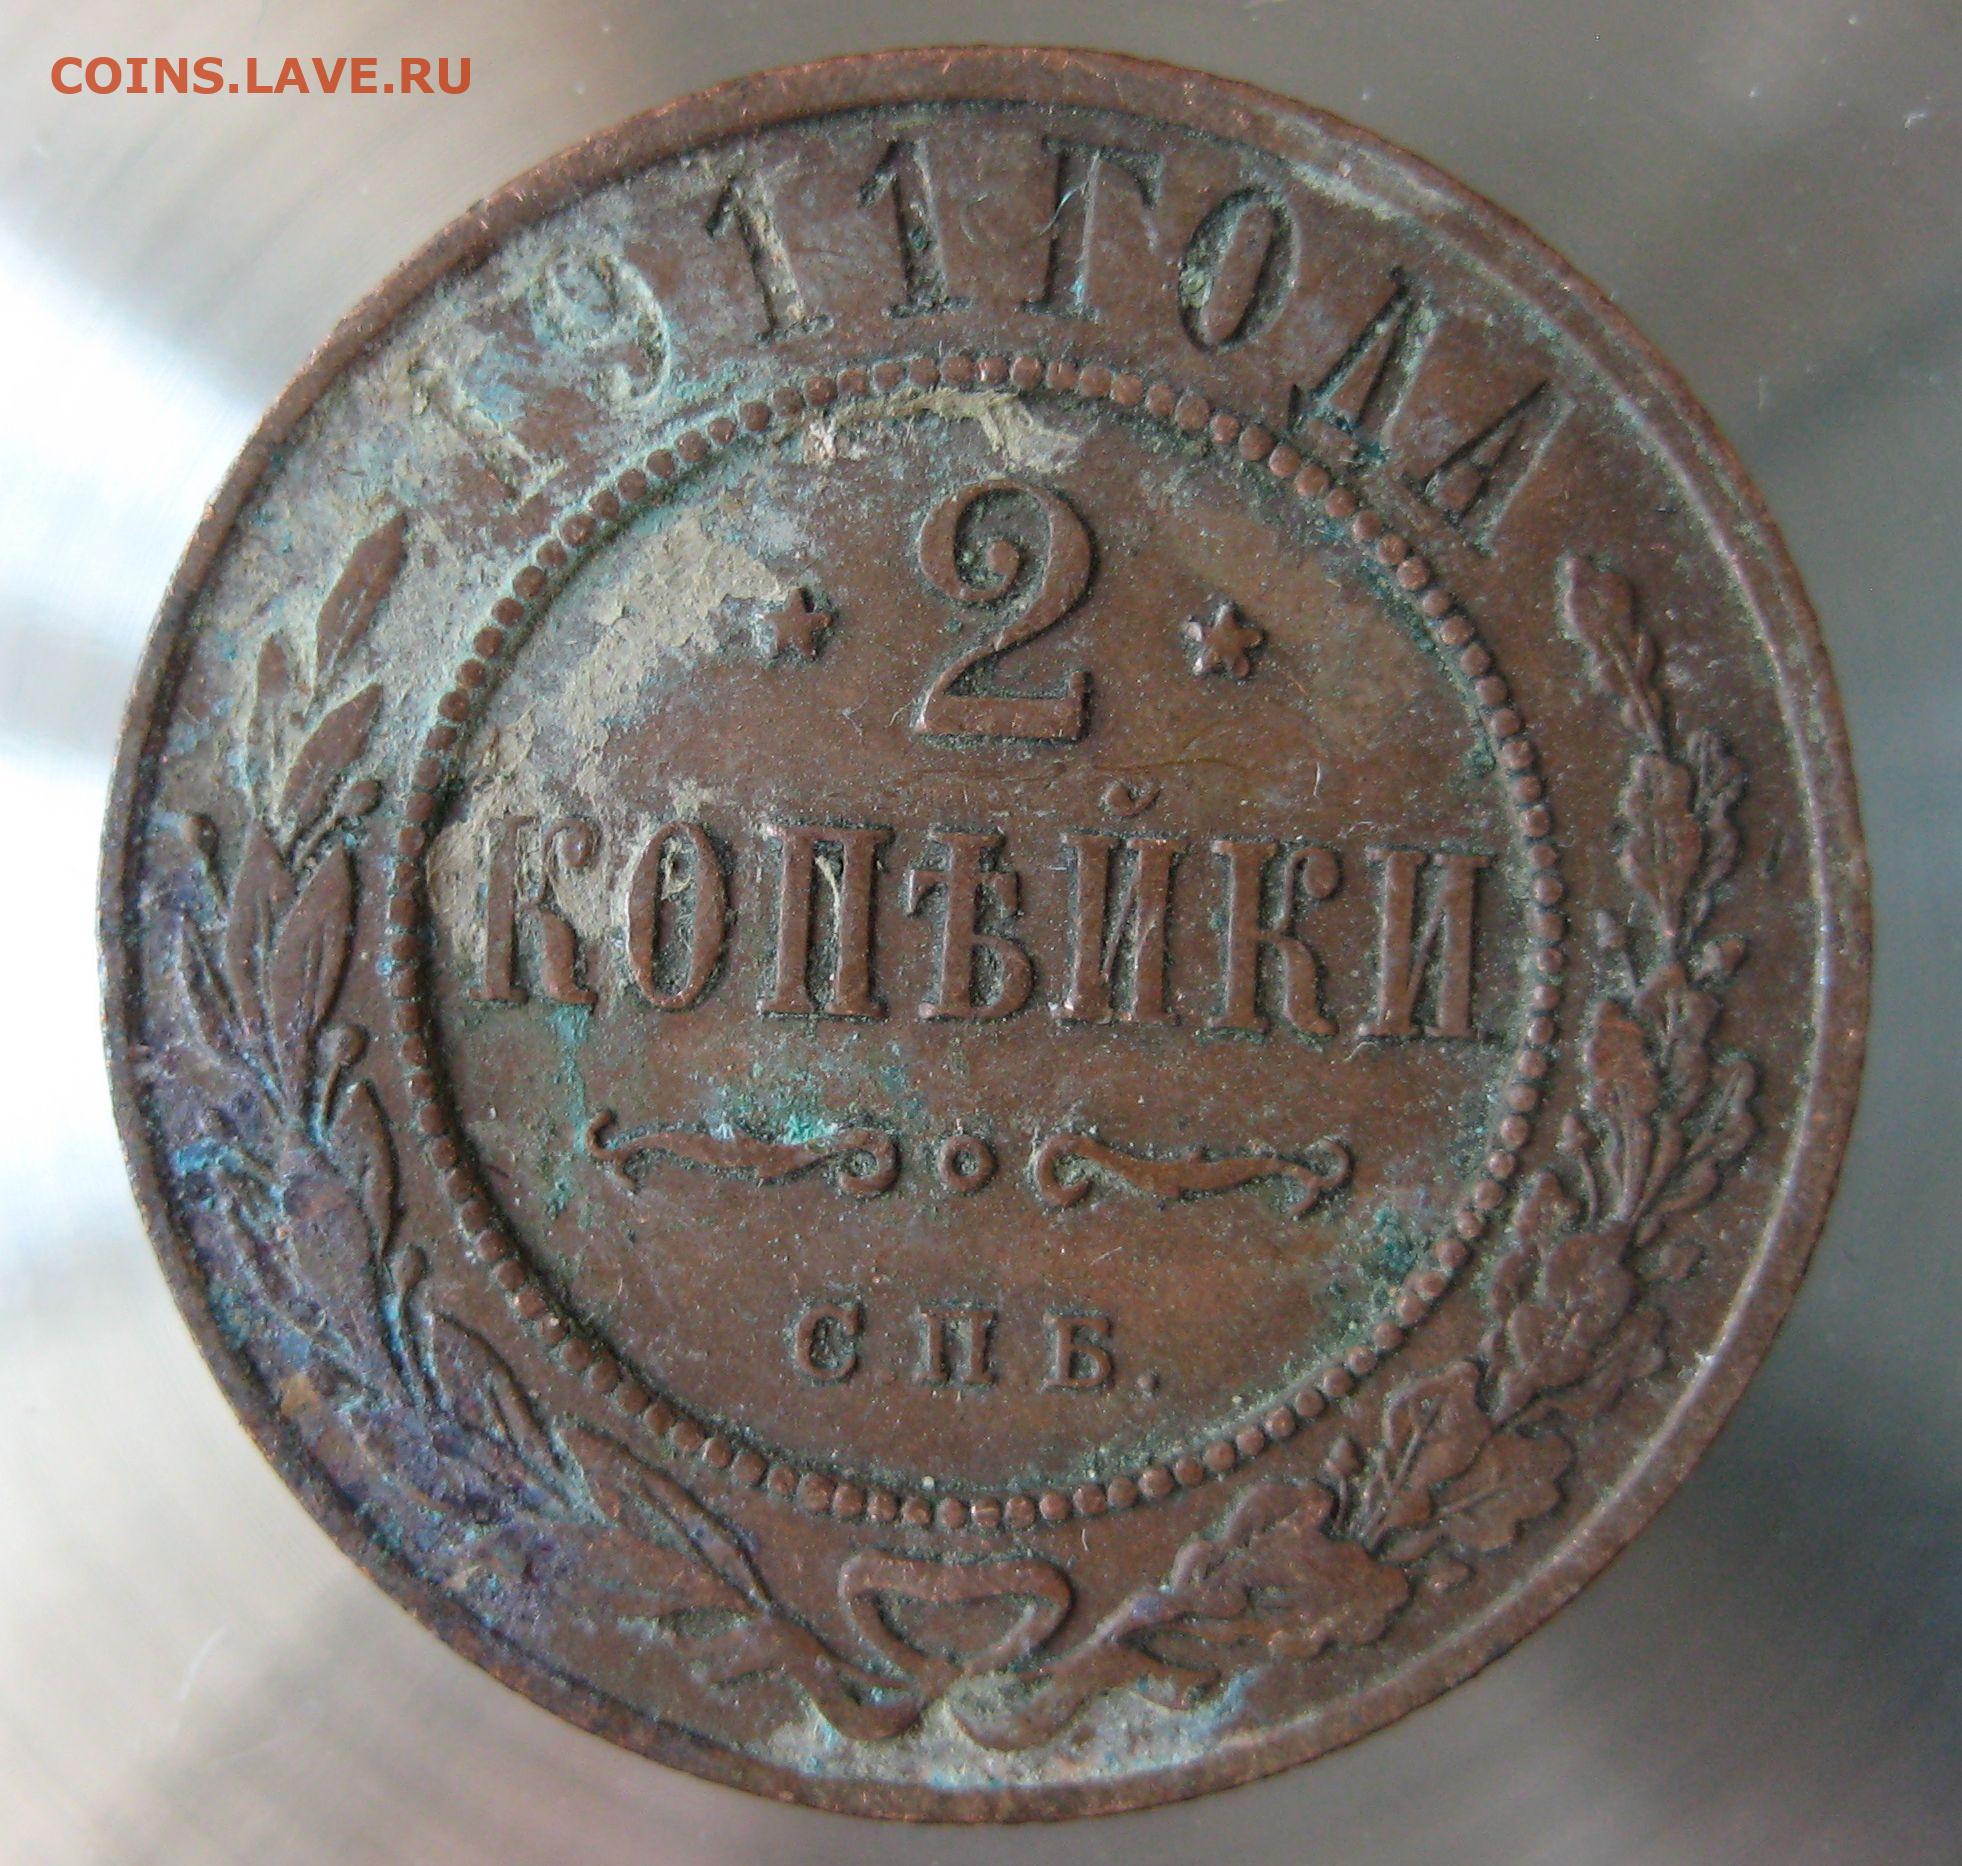 COINS.LAVE.RU
1911 ГОДА
2
КОПѢЙКИ
С.П.Б.